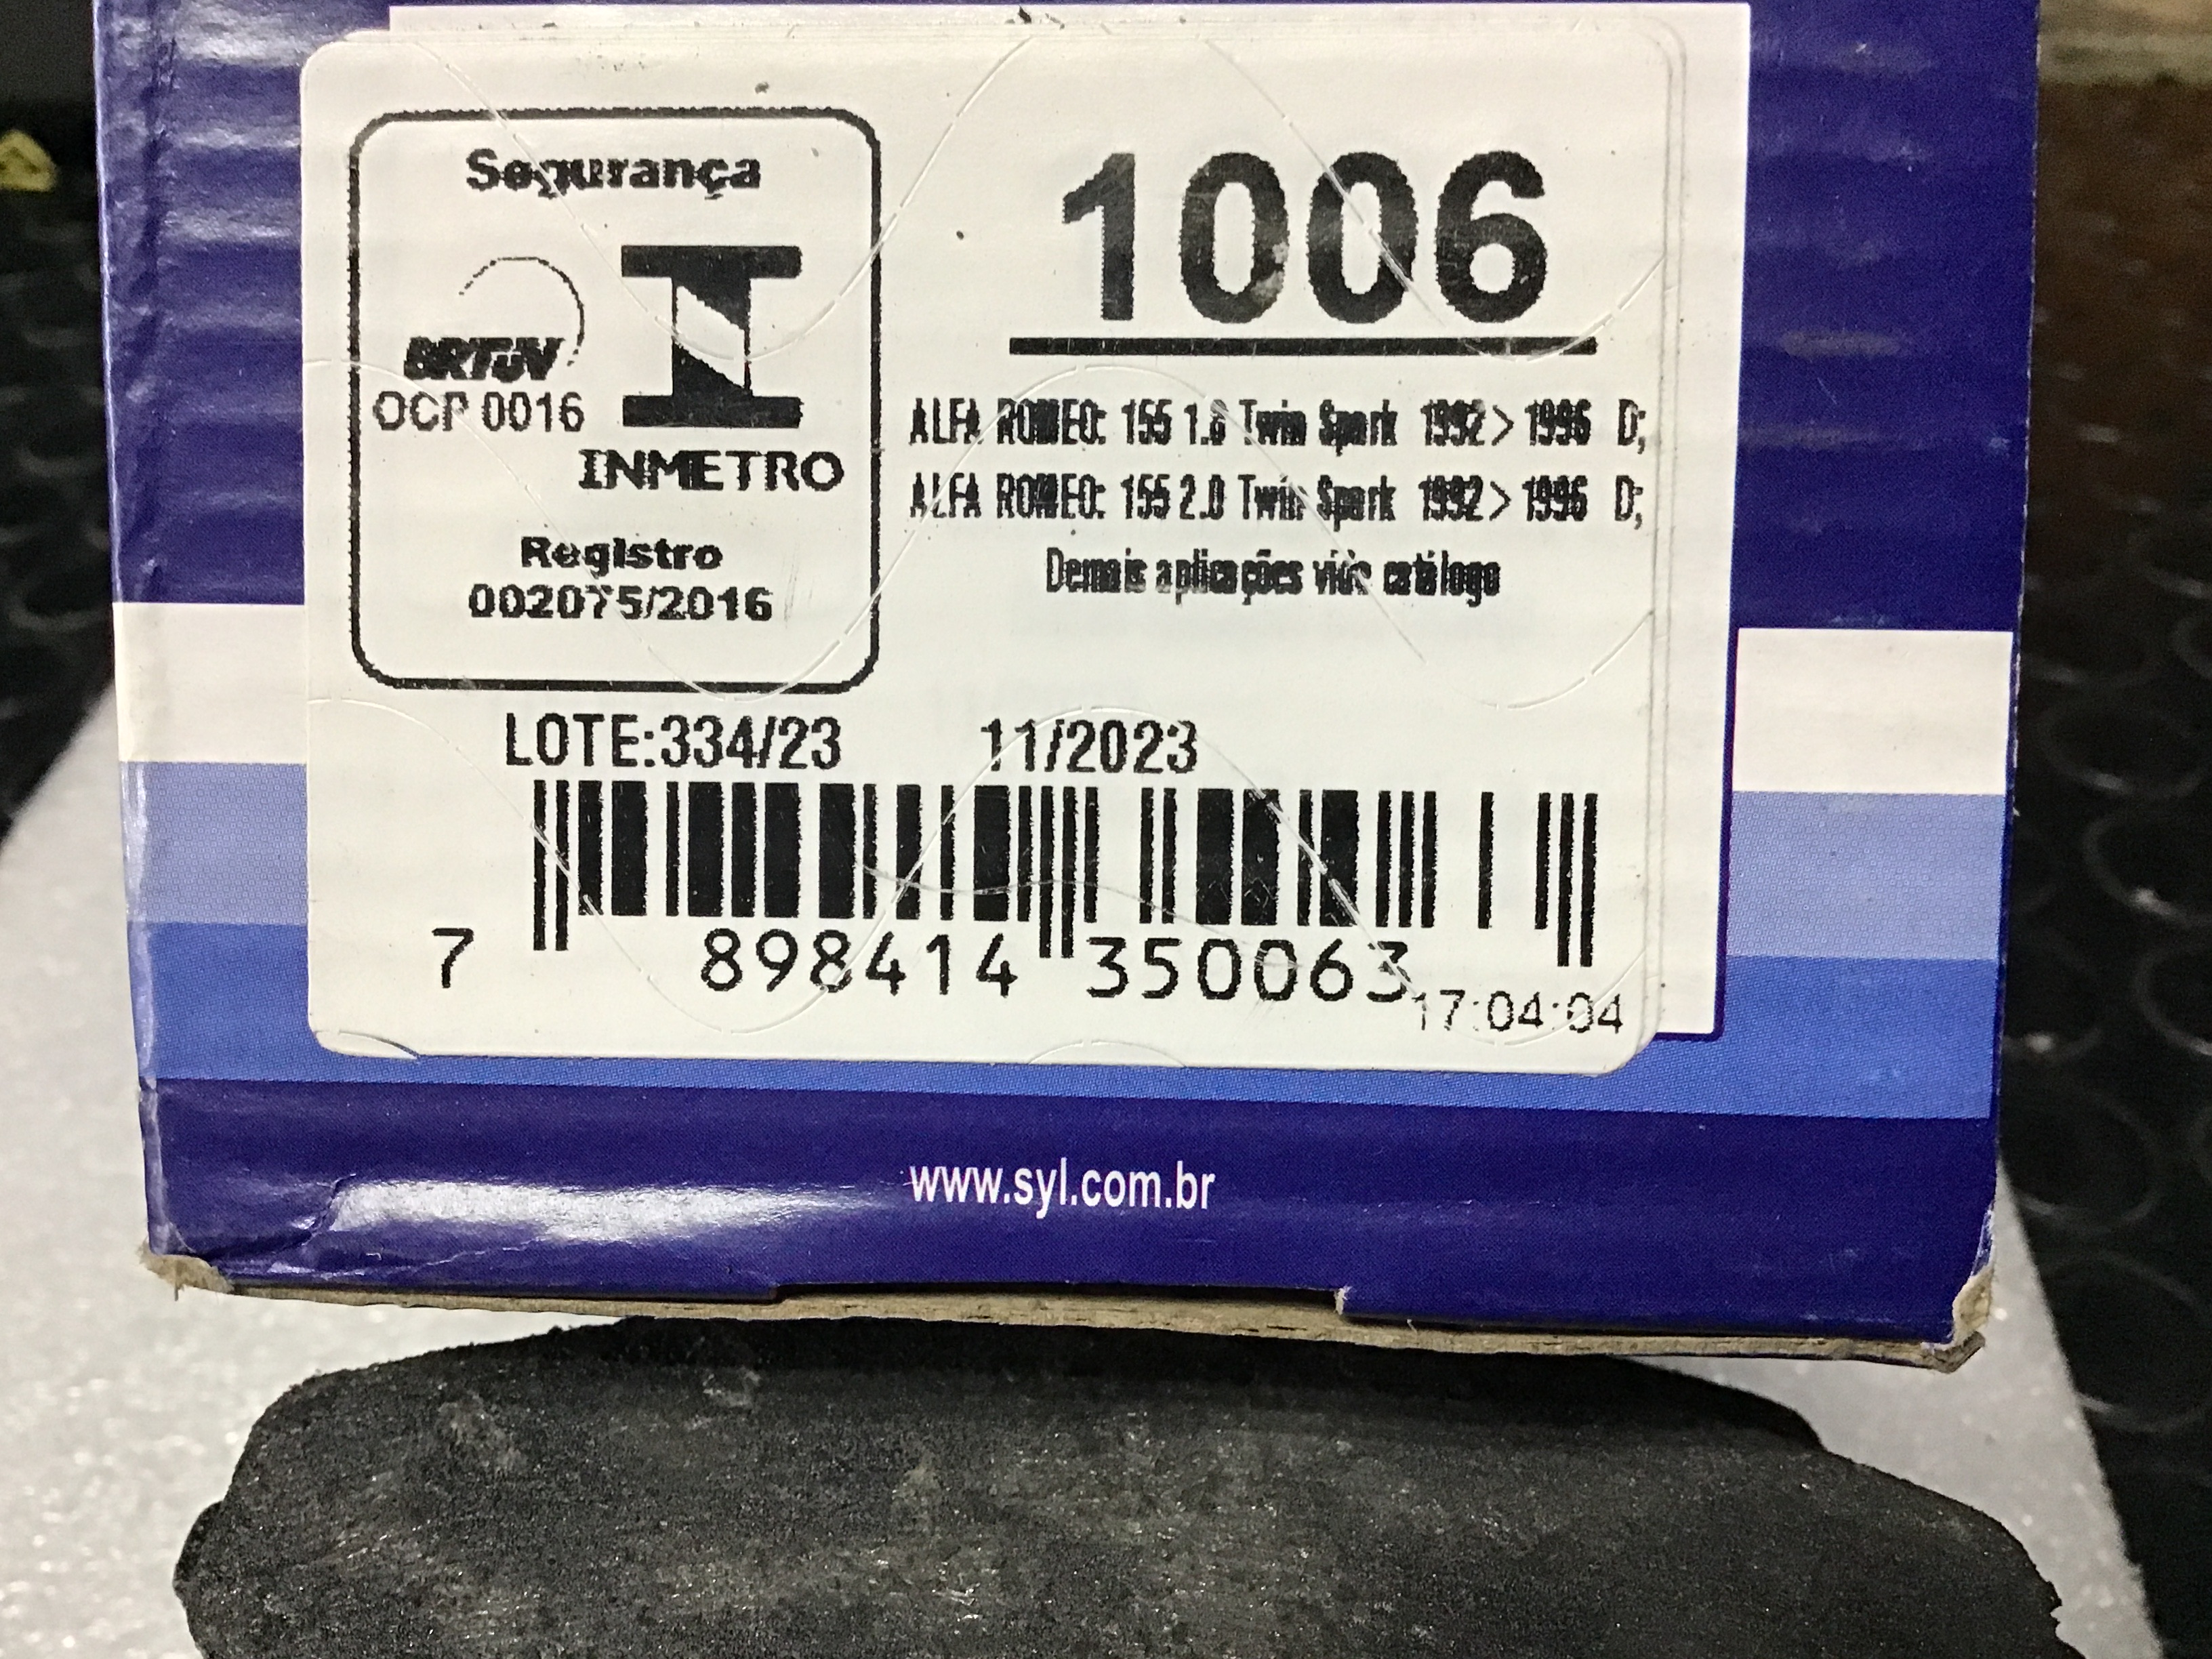 Segurança
BRTÜV
OCP 0016
INMETRO
Registro
002075/2016
1006
ALFA ROMEO: 155 1.8 Twin Spark 1992> 1996 D;
ALFA ROMEO: 155 2.0 Twin Spark 1992> 1996 D;
Demais aplicações vide catálogo
LOTE:334/23 11/2023
7 898414 350063
17:04:04
www.syl.com.br